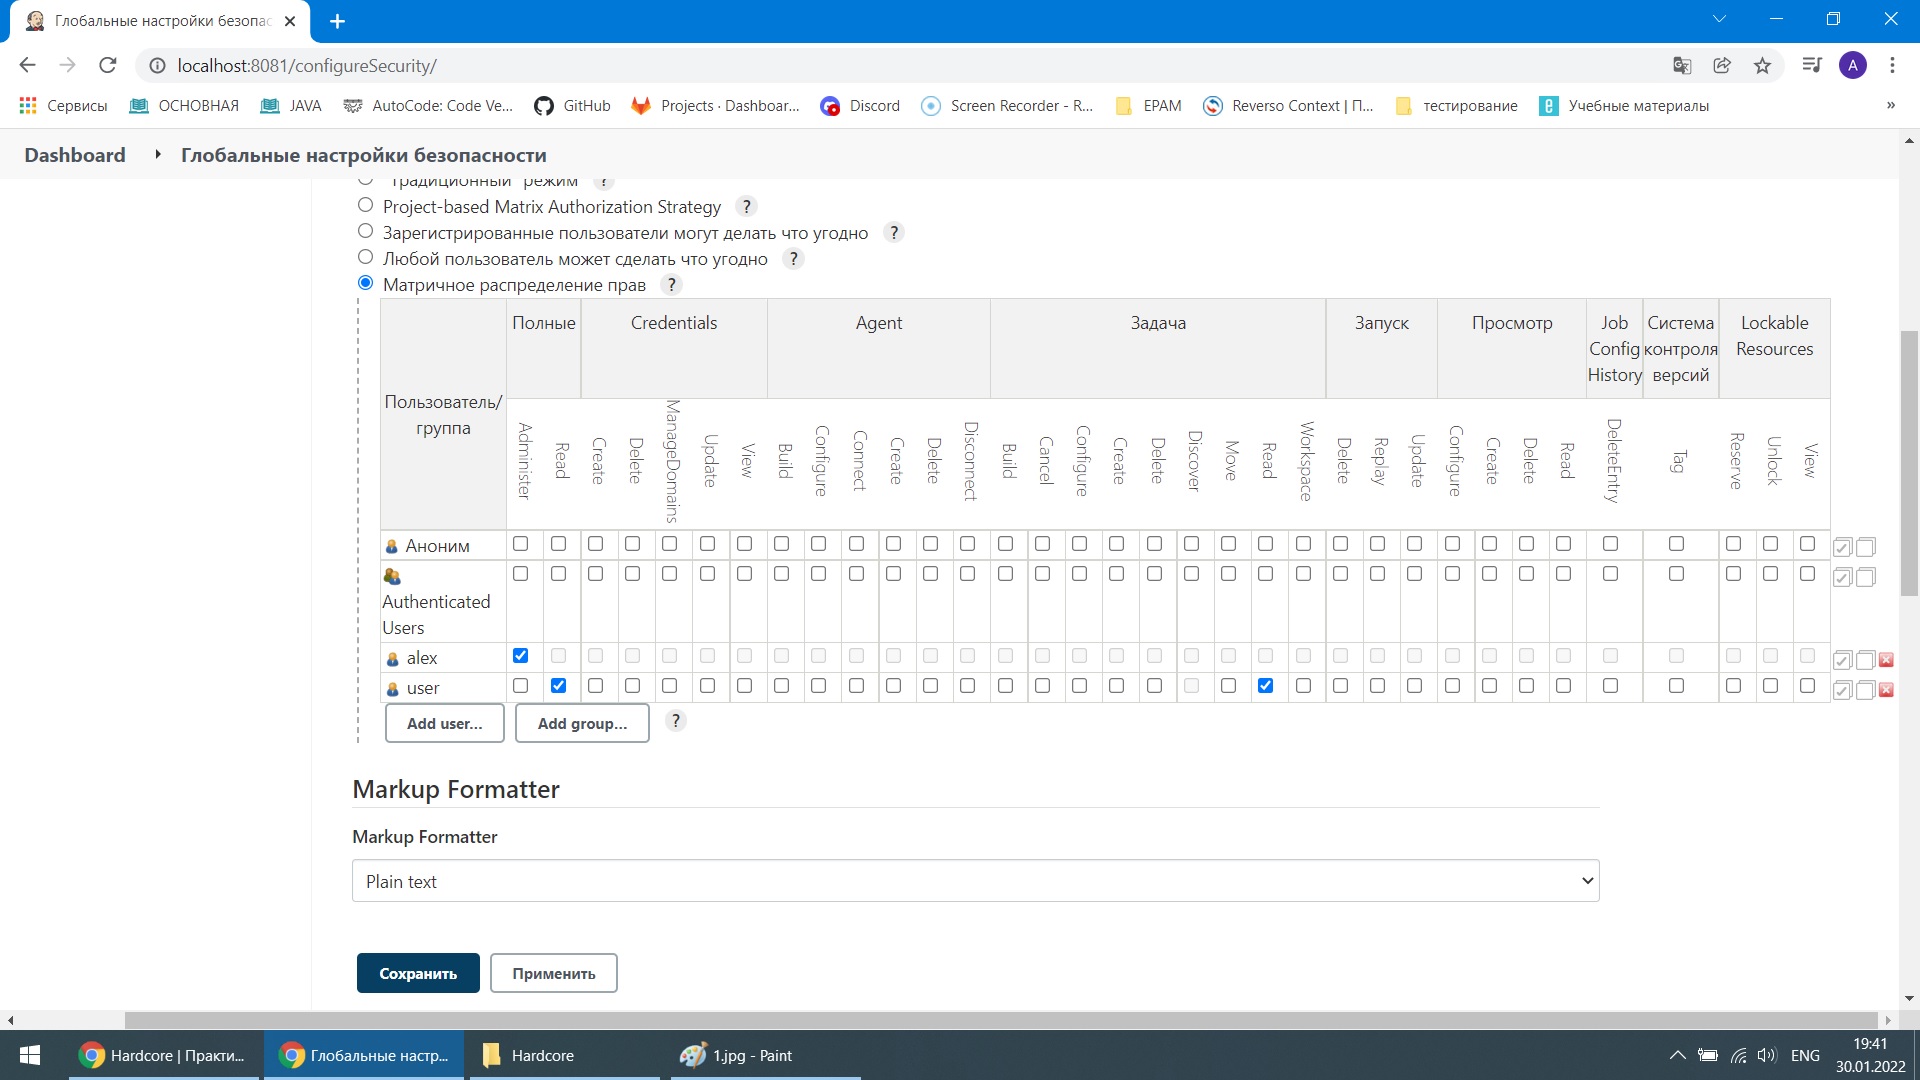 Глобальные настройки безопас
localhost:8081/configureSecurity/
A
Сервисы
ОСНОВНАЯ
JAVA
AutoCode: Code Ve...
GitHub
Projects · Dashboar...
Discord
Screen Recorder - R...
EPAM
Reverso Context | П...
тестирование
Учебные материалы
»
Dashboard
Глобальные настройки безопасности
"Традиционный" режим ?
Project-based Matrix Authorization Strategy ?
Зарегистрированные пользователи могут делать что угодно ?
Любой пользователь может сделать что угодно ?
Матричное распределение прав ?
Пользователь/
группа
Полные
Credentials
Agent
Задача
Запуск
Просмотр
Job
Config
History
Система
контроля
версий
Lockable
Resources
Administer
Read
Create
Delete
ManageDomains
Update
View
Build
Configure
Connect
Create
Delete
Disconnect
Build
Cancel
Configure
Create
Delete
Discover
Move
Read
Workspace
Delete
Replay
Update
Configure
Create
Delete
Read
DeleteEntry
Tag
Reserve
Unlock
View
Аноним
Authenticated
Users
alex
user
Add user...
Add group...
?
Markup Formatter
Markup Formatter
Plain text
Сохранить
Применить
Hardcore | Практи...
Глобальные настр...
Hardcore
1.jpg - Paint
ENG
19:41
30.01.2022